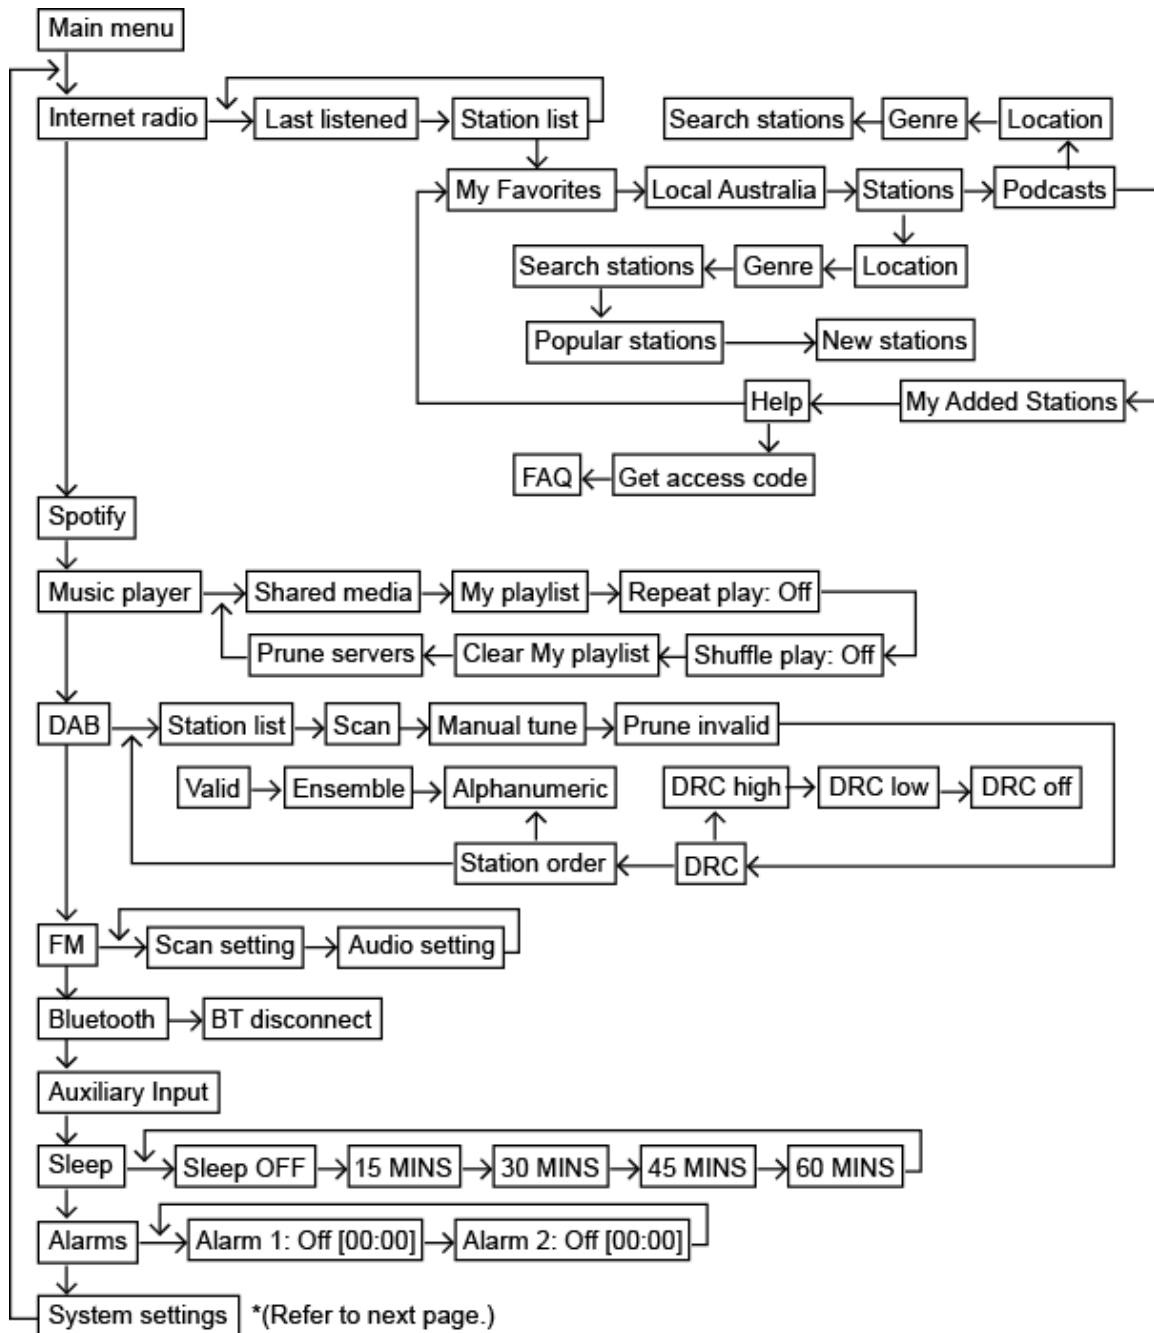 Main menu
Internet radio
Last listened
Station list
Search stations
Genre
Location
My Favorites
Local Australia
Stations
Podcasts
Search stations
Genre
Location
Popular stations
New stations
Help
My Added Stations
FAQ
Get access code
Spotify
Music player
Shared media
My playlist
Repeat play: Off
Prune servers
Clear My playlist
Shuffle play: Off
DAB
Station list
Scan
Manual tune
Prune invalid
Valid
Ensemble
Alphanumeric
DRC high
DRC low
DRC off
Station order
DRC
FM
Scan setting
Audio setting
Bluetooth
BT disconnect
Auxiliary Input
Sleep
Sleep OFF
15 MINS
30 MINS
45 MINS
60 MINS
Alarms
Alarm 1: Off [00:00]
Alarm 2: Off [00:00]
System settings
*(Refer to next page.)